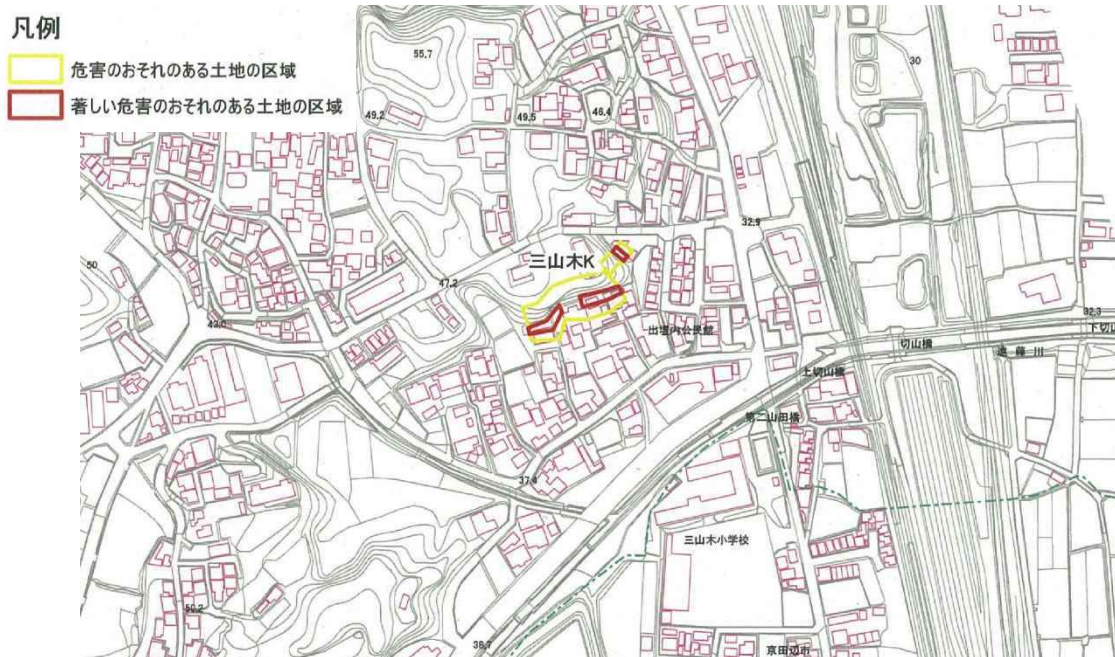 凡例
危害のおそれのある土地の区域
著しい危害のおそれのある土地の区域
55.7
30
49.2
49.5
46.4
32.9
三山木K
50
47.2
43.0
出垣内公民館
32.3
切山橋
遠藤川
上切山橋
第二山田橋
37.4
三山木小学校
50.2
38.7
京田辺市